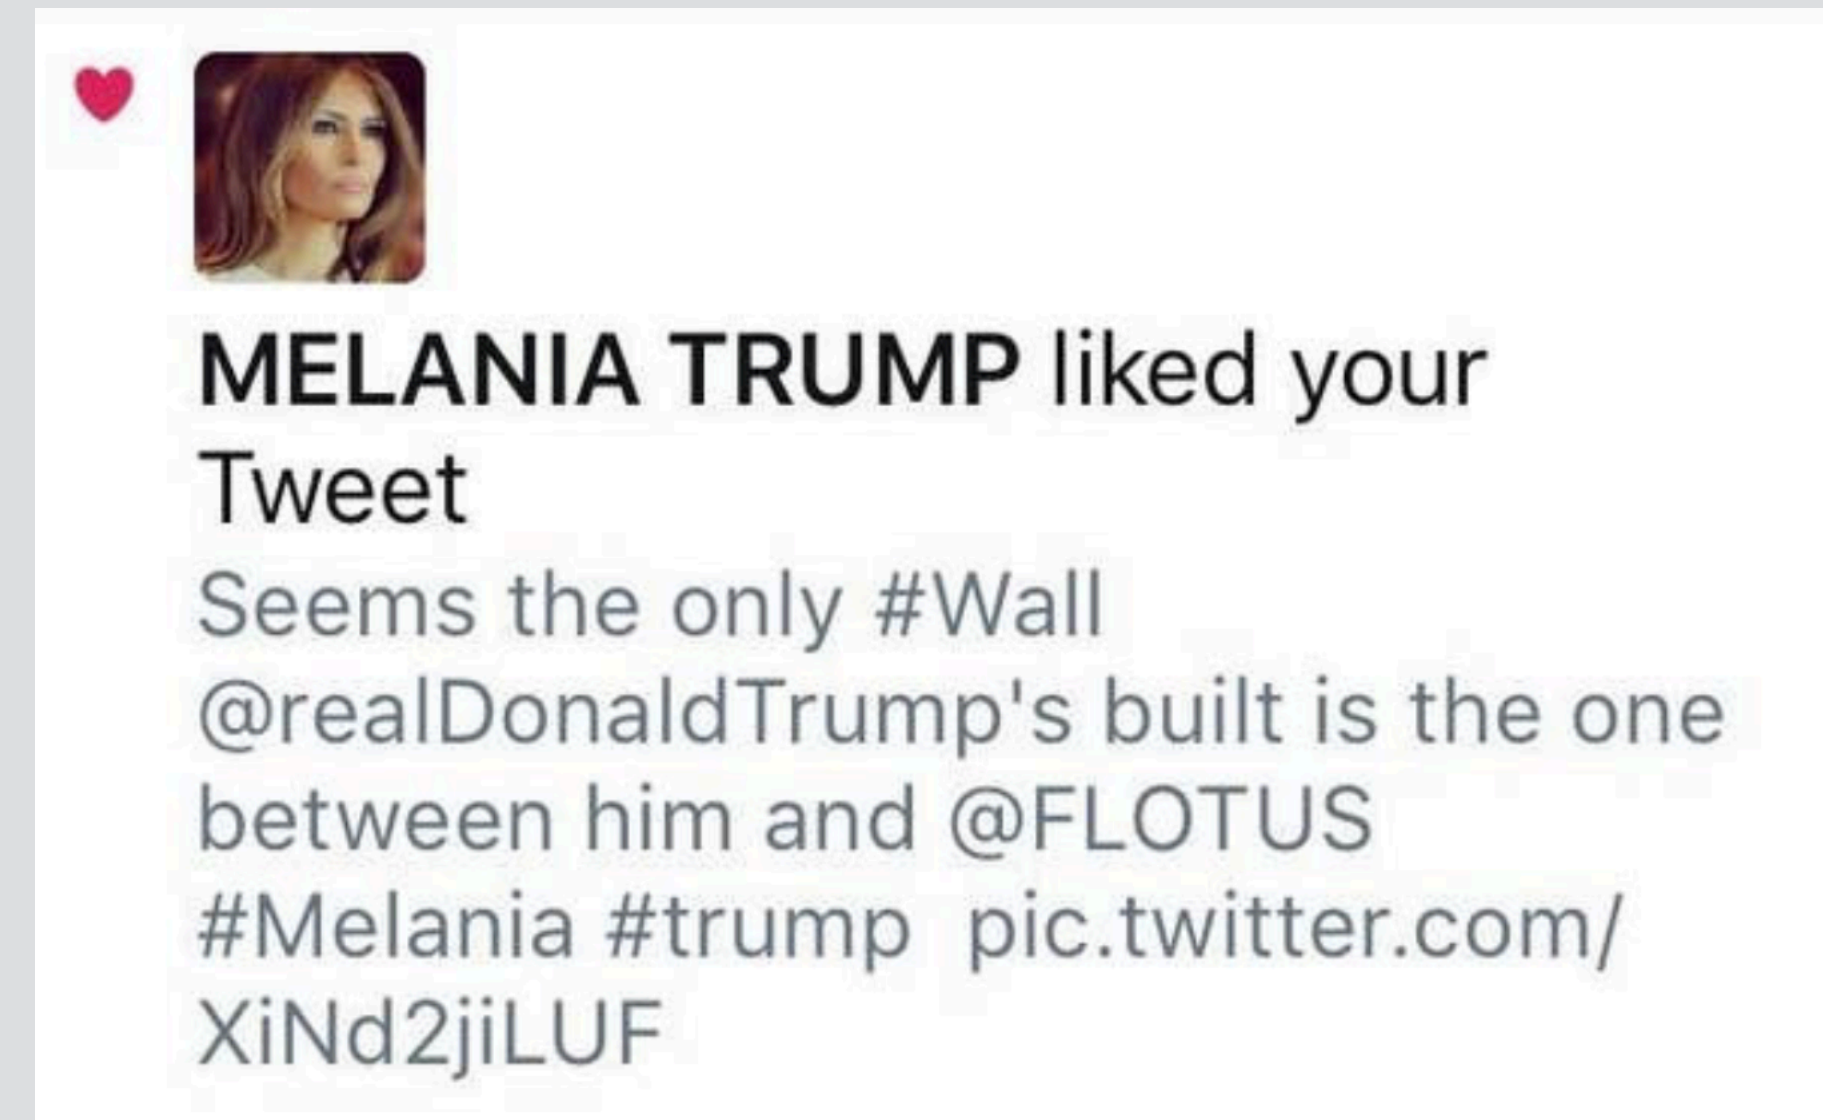 MELANIA TRUMP liked your
Tweet
Seems the only #Wall
@realDonaldTrump's built is the one
between him and @FLOTUS
#Melania #trump  pic.twitter.com/
XiNd2jiLUF